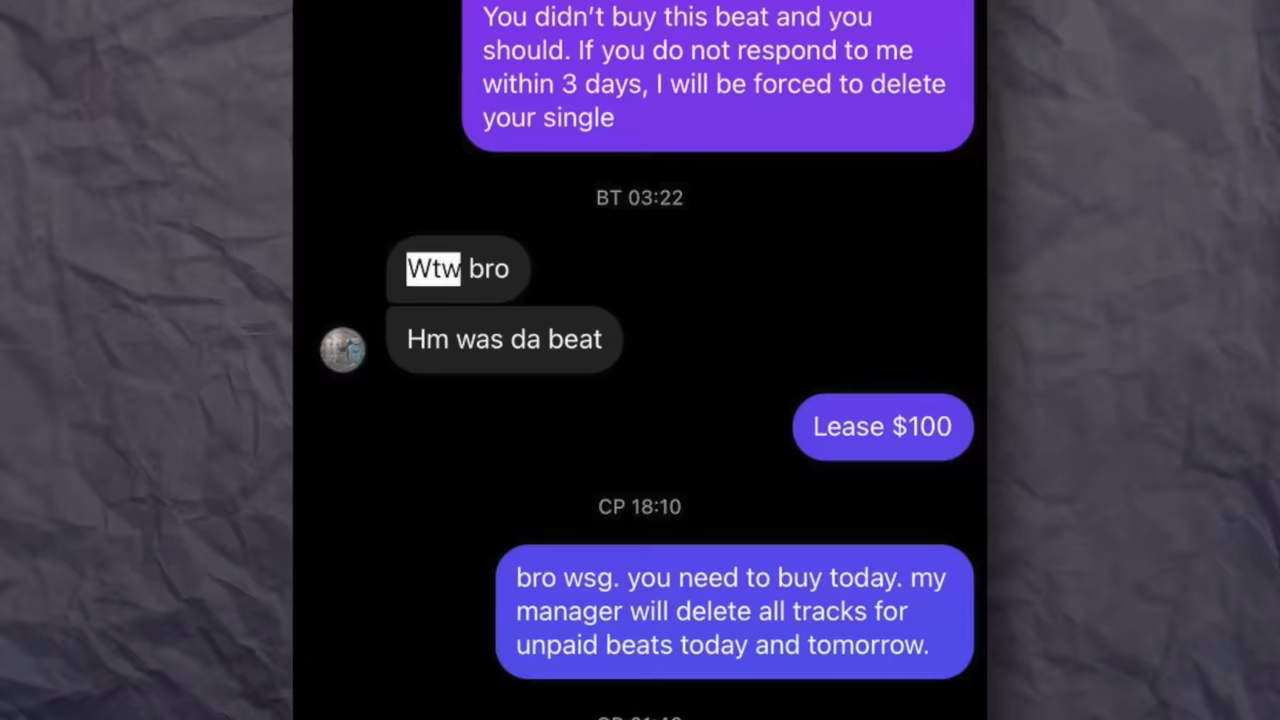 You didn’t buy this beat and you
should. If you do not respond to me
within 3 days, I will be forced to delete
your single
ВТ 03:22
Wtw bro
Hm was da beat
Lease $100
СР 18:10
bro wsg. you need to buy today. my
manager will delete all tracks for
unpaid beats today and tomorrow.